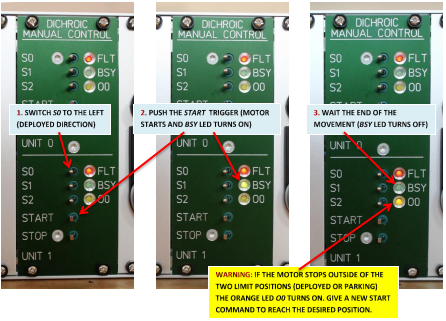 DICHROIC
MANUAL CONTROL
S0 FLT
S1 BSY
S2 OO
START
1. SWITCH S0 TO THE LEFT
(DEPLOYED DIRECTION)
UNIT 0
S0 FLT
S1 BSY
S2 OO
START
STOP
UNIT 1
DICHROIC
MANUAL CONTROL
S0 FLT
S1 BSY
S2 OO
2. PUSH THE START TRIGGER (MOTOR
STARTS AND BSY LED TURNS ON)
UNIT 0
S0 FLT
S1 BSY
S2 OO
START
STOP
UNIT 1
DICHROIC
MANUAL CONTROL
S0 FLT
S1 BSY
S2 OO
3. WAIT THE END OF THE
MOVEMENT (BSY LED TURNS OFF)
UNIT 0
S0 FLT
S1 BSY
S2 OO
START
STOP
UNIT 1
WARNING: IF THE MOTOR STOPS OUTSIDE OF THE
TWO LIMIT POSITIONS (DEPLOYED OR PARKING)
THE ORANGE LED OO TURNS ON. GIVE A NEW START
COMMAND TO REACH THE DESIRED POSITION.